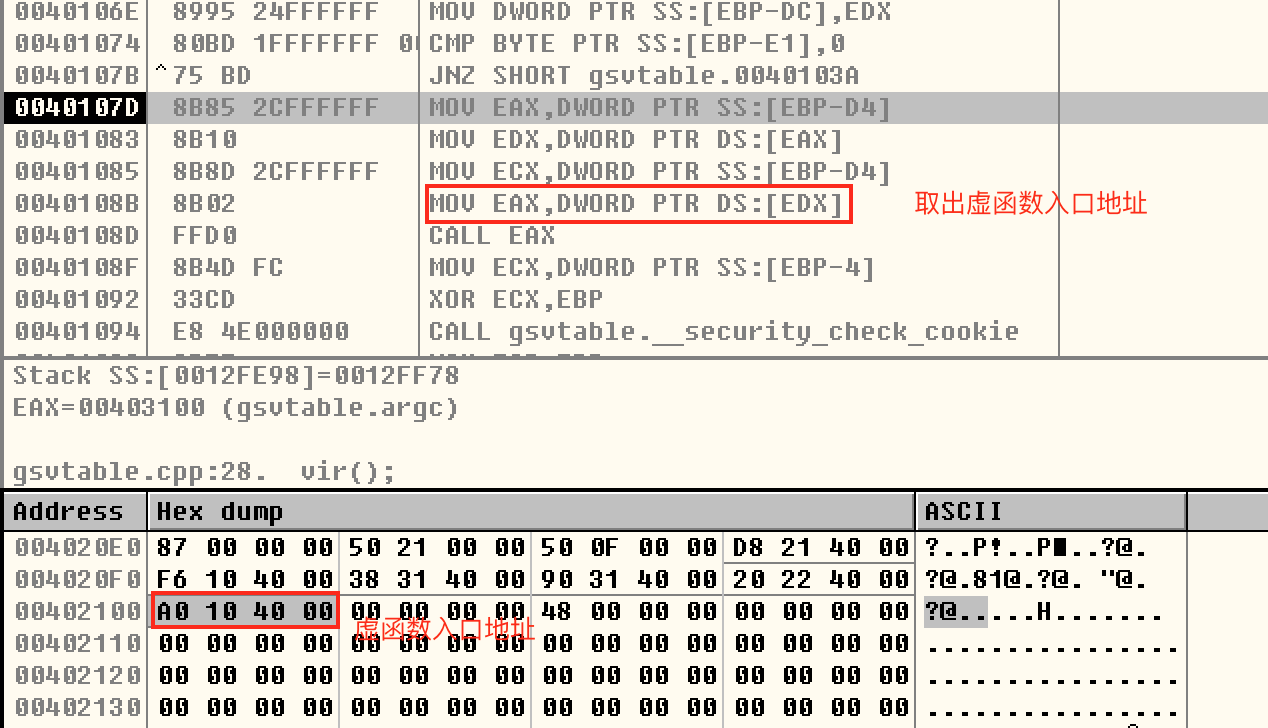 0040106E 8995 24FFFFFF MOV DWORD PTR SS:[EBP-DC],EDX
00401074 80BD 1FFFFFFF 0 CMP BYTE PTR SS:[EBP-E1],0
0040107B ^75 BD JNZ SHORT gsvtable.0040103A
0040107D 8B85 2CFFFFFF MOV EAX,DWORD PTR SS:[EBP-D4]
00401083 8B10 MOV EDX,DWORD PTR DS:[EAX]
00401085 8B8D 2CFFFFFF MOV ECX,DWORD PTR SS:[EBP-D4]
0040108B 8B02 MOV EAX,DWORD PTR DS:[EDX] 取出虚函数入口地址
0040108D FFD0 CALL EAX
0040108F 8B4D FC MOV ECX,DWORD PTR SS:[EBP-4]
00401092 33CD XOR ECX,EBP
00401094 E8 4E000000 CALL gsvtable.__security_check_cookie
Stack SS:[0012FE98]=0012FF78
EAX=00403100 (gsvtable.argc)
gsvtable.cpp:28. vir();
Address Hex dump ASCII
004020E0 87 00 00 00 50 21 00 00 50 0F 00 00 D8 21 40 00 ?..P!..P■..?@.
004020F0 F6 10 40 00 38 31 40 00 90 31 40 00 20 22 40 00 ?@.81@.?@. "@.
00402100 A0 10 40 00 00 00 00 00 48 00 00 00 00 00 00 00 ?@.....H.......
虚函数入口地址
00402110 00 00 00 00 00 00 00 00 00 00 00 00 00 00 00 00 ................
00402120 00 00 00 00 00 00 00 00 00 00 00 00 00 00 00 00 ................
00402130 00 00 00 00 00 00 00 00 00 00 00 00 00 00 00 00 ................